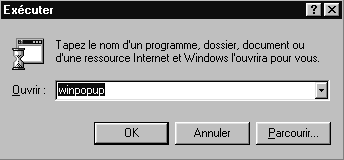 Exécuter
Tapez le nom d'un programme, dossier, document ou
d'une ressource Internet et Windows l'ouvrira pour vous.
Ouvrir :
winpopup
OK
Annuler
Parcourir...